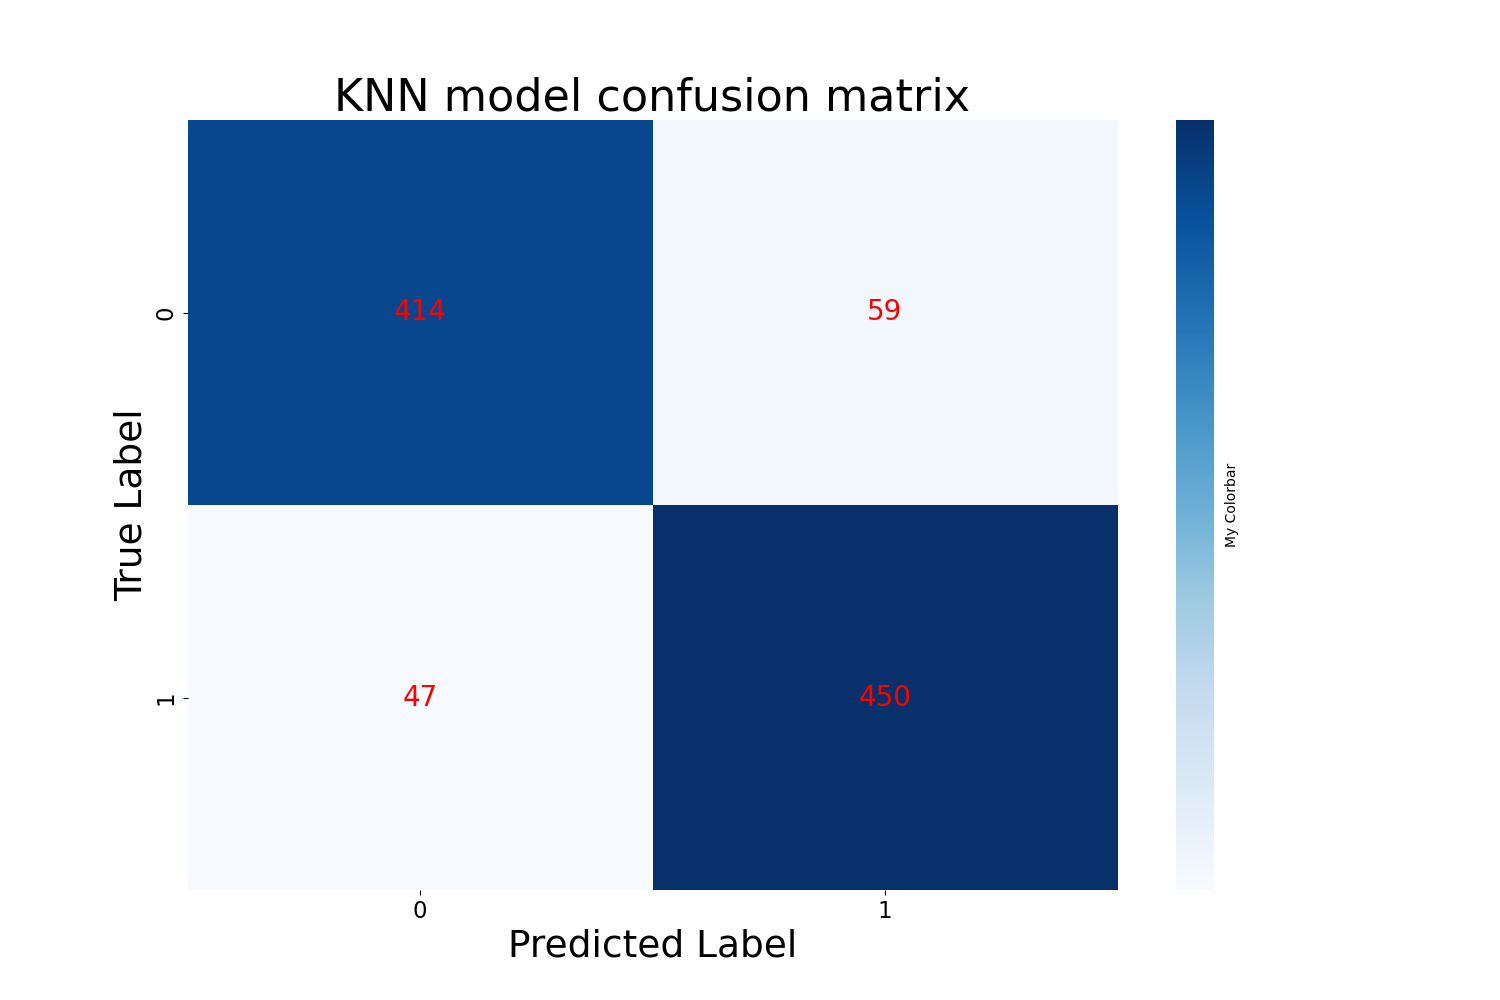 KNN model confusion matrix
True Label
0
414
59
1
47
450
0
1
Predicted Label
My Colorbar